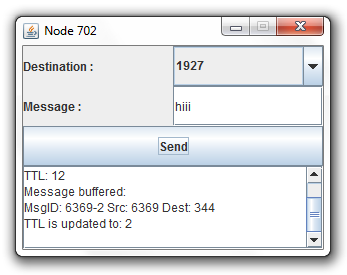 Node 702
Destination :
1927
Message :
hiii
Send
TTL: 12
Message buffered:
MsgID: 6369-2 Src: 6369 Dest: 344
TTL is updated to: 2